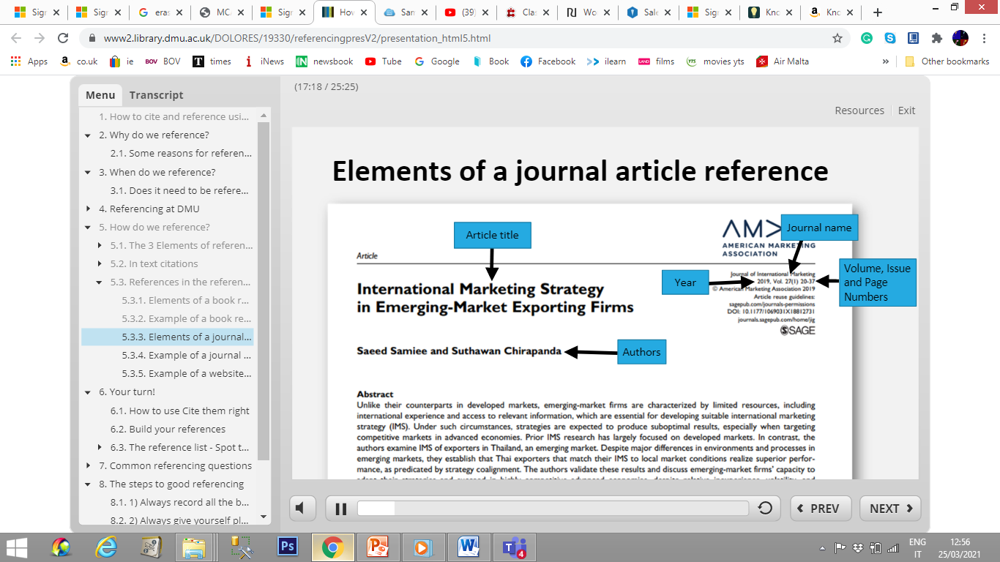 Sign
Sign
eras
MCA
Sign
How
San
(39)
Clas
Wo
Sale
Sign
Knc
Knc
www2.library.dmu.ac.uk/DOLORES/19330/referencingpresV2/presentation_html5.html
Apps
co.uk
ie
BOV BOV
T times
iNews
newsbook
Tube
Google
Book
Facebook
ilearn
LAND films
YTS movies yts
Air Malta
»
Other bookmarks
Menu
Transcript
(17:18 / 25:25)
Resources
Exit
1. How to cite and reference usi...
2. Why do we reference?
2.1. Some reasons for referen...
3. When do we reference?
3.1. Does it need to be refere...
4. Referencing at DMU
5. How do we reference?
5.1. The 3 Elements of referen...
5.2. In text citations
5.3. References in the referen...
5.3.1. Elements of a book r...
5.3.2. Example of a book re...
5.3.3. Elements of a journal...
5.3.4. Example of a journal ...
5.3.5. Example of a website...
6. Your turn!
6.1. How to use Cite them right
6.2. Build your references
6.3. The reference list - Spot t...
7. Common referencing questions
8. The steps to good referencing
8.1. 1) Always record all the b...
8.2. 2) Always give yourself pl...
Elements of a journal article reference
Article title
Journal name
AMERICAN MARKETING
ASSOCIATION
Article
Year
Volume, Issue
and Page
Numbers
Journal of International Marketing
2019, Vol. 27(1) 20-37
© American Marketing Association 2019
Article reuse guidelines:
sagepub.com/journals-permissions
DOI: 10.1177/1069031X18812731
journals.sagepub.com/home/jig
SAGE
International Marketing Strategy
in Emerging-Market Exporting Firms
Saeed Samiee and Suthawan Chirapanda
Authors
Abstract
Unlike their counterparts in developed markets, emerging-market firms are characterized by limited resources, including
international experience and access to relevant information, which are essential for developing suitable international marketing
strategy (IMS). Under such circumstances, strategies are expected to produce suboptimal results, especially when targeting
competitive markets in advanced economies. Prior IMS research has largely focused on developed markets. In contrast, the
authors examine IMS of exporters in Thailand, an emerging market. Despite major differences in environments and processes in
emerging markets, they establish that Thai exporters that match their IMS to local market conditions realize superior perfor-
mance, as predicated by strategy coalignment. The authors validate these results and discuss emerging-market firms' capacity to
PREV
NEXT
Ps
4
ENG
IT
12:56
25/03/2021